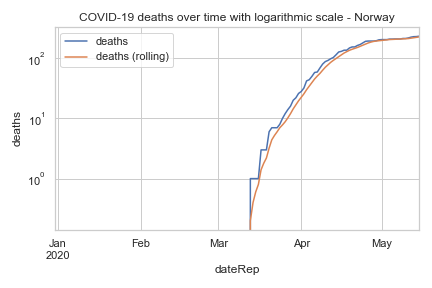 COVID-19 deaths over time with logarithmic scale - Norway
deaths
deaths (rolling)
10²
10¹
10⁰
deaths
Jan
2020
Feb
Mar
Apr
May
dateRep